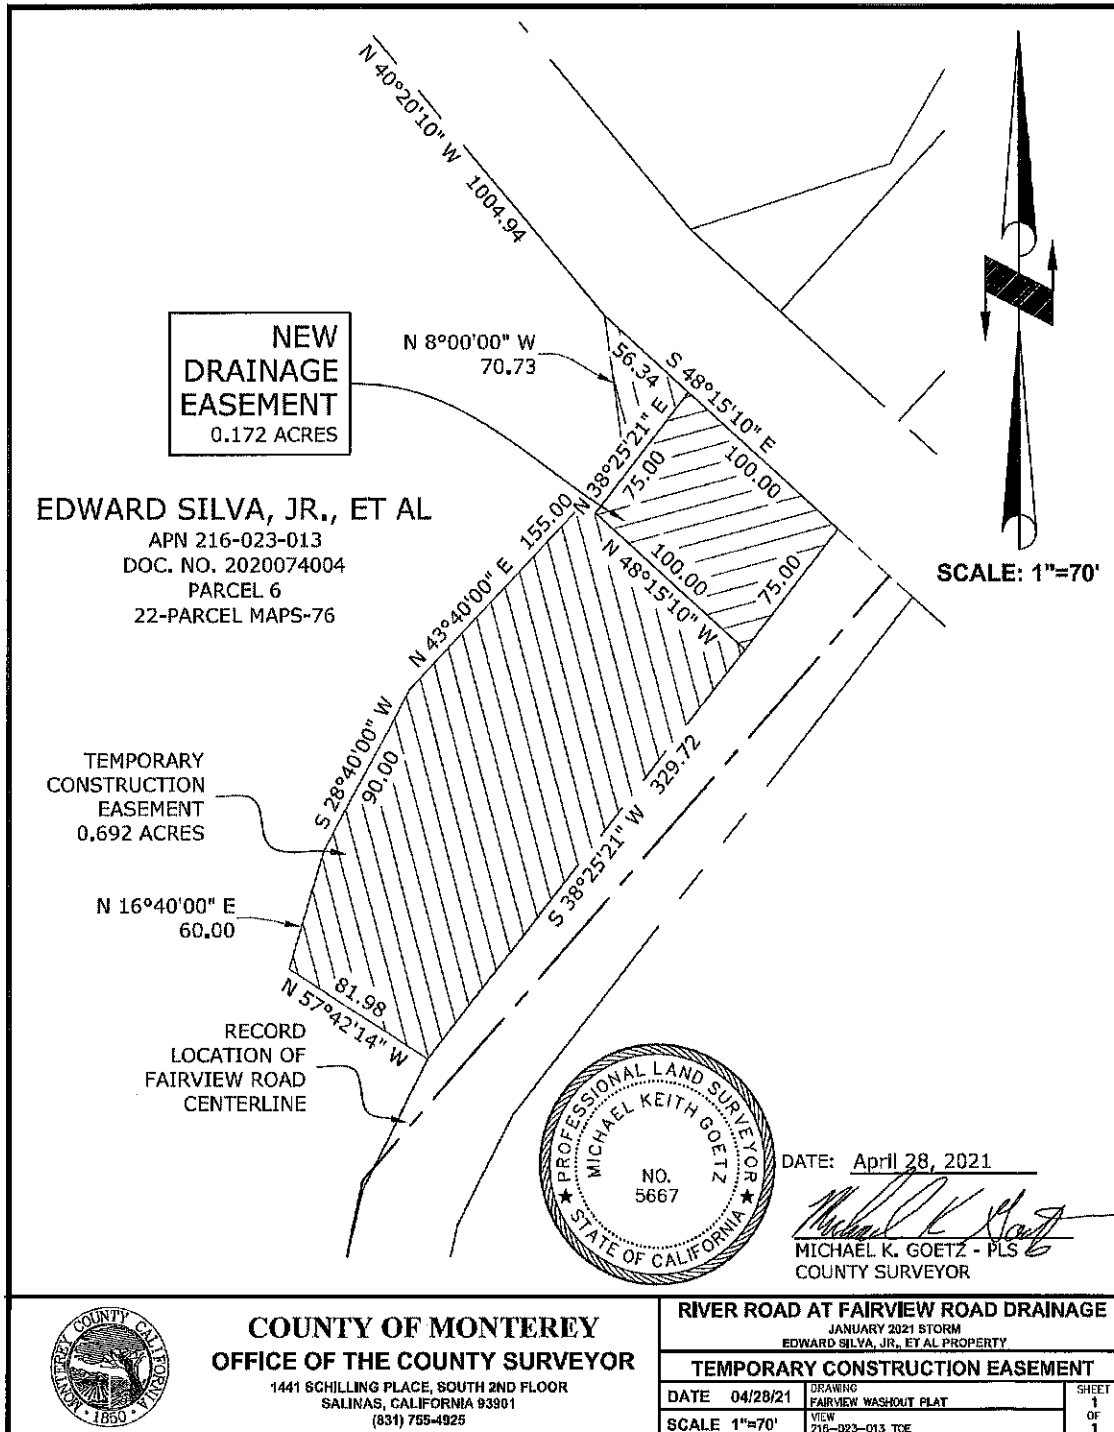 N 40°20'10" W 1004.94
NEW
DRAINAGE
EASEMENT
0.172 ACRES
N 8°00'00" W
70.73
56.34
S 48°15'10" E
N 38°25'21" E
75.00
100.00
EDWARD SILVA, JR., ET AL
APN 216-023-013
DOC. NO. 2020074004
PARCEL 6
22-PARCEL MAPS-76
N 43°40'00" E 155.00
100.00
N 48°15'10" W
75.00
SCALE: 1"=70'
S 28°40'00" W
90.00
TEMPORARY
CONSTRUCTION
EASEMENT
0.692 ACRES
S 38°25'21" W 329.72
N 16°40'00" E
60.00
81.98
N 57°42'14" W
RECORD
LOCATION OF
FAIRVIEW ROAD
CENTERLINE
PROFESSIONAL LAND SURVEYOR
MICHAEL KEITH GOETZ
NO.
5667
STATE OF CALIFORNIA
DATE: April 28, 2021
Michael K Goetz
MICHAEL K. GOETZ - PLS
COUNTY SURVEYOR
MONTEREY COUNTY CALIFORNIA
1850
COUNTY OF MONTEREY
OFFICE OF THE COUNTY SURVEYOR
1441 SCHILLING PLACE, SOUTH 2ND FLOOR
SALINAS, CALIFORNIA 93901
(831) 755-4925
RIVER ROAD AT FAIRVIEW ROAD DRAINAGE
JANUARY 2021 STORM
EDWARD SILVA, JR., ET AL PROPERTY
TEMPORARY CONSTRUCTION EASEMENT
DATE 04/28/21
DRAWING
FAIRVIEW WASHOUT PLAT
SHEET
1
OF
1
SCALE 1"=70'
VIEW
216-023-013 TCE